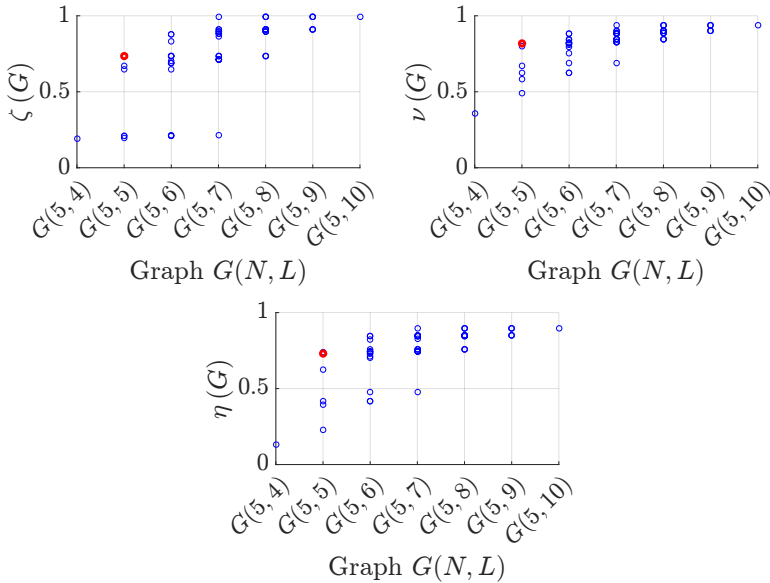 1
0.5
0
ζ (G)
G(5, 4)
G(5, 5)
G(5, 6)
G(5, 7)
G(5, 8)
G(5, 9)
G(5, 10)
Graph G(N, L)
1
0.5
0
ν (G)
G(5, 4)
G(5, 5)
G(5, 6)
G(5, 7)
G(5, 8)
G(5, 9)
G(5, 10)
Graph G(N, L)
1
0.5
0
η (G)
G(5, 4)
G(5, 5)
G(5, 6)
G(5, 7)
G(5, 8)
G(5, 9)
G(5, 10)
Graph G(N, L)